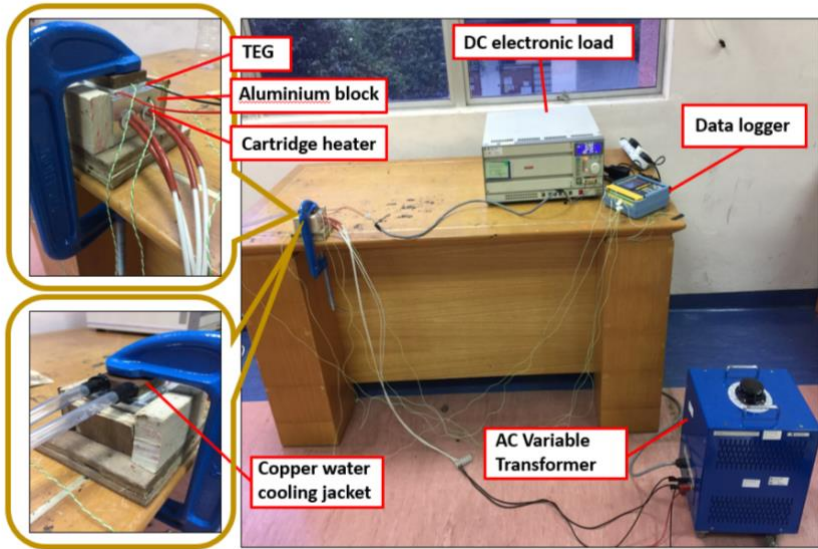 TEG
Aluminium block
Cartridge heater
DC electronic load
Data logger
Copper water
cooling jacket
AC Variable
Transformer